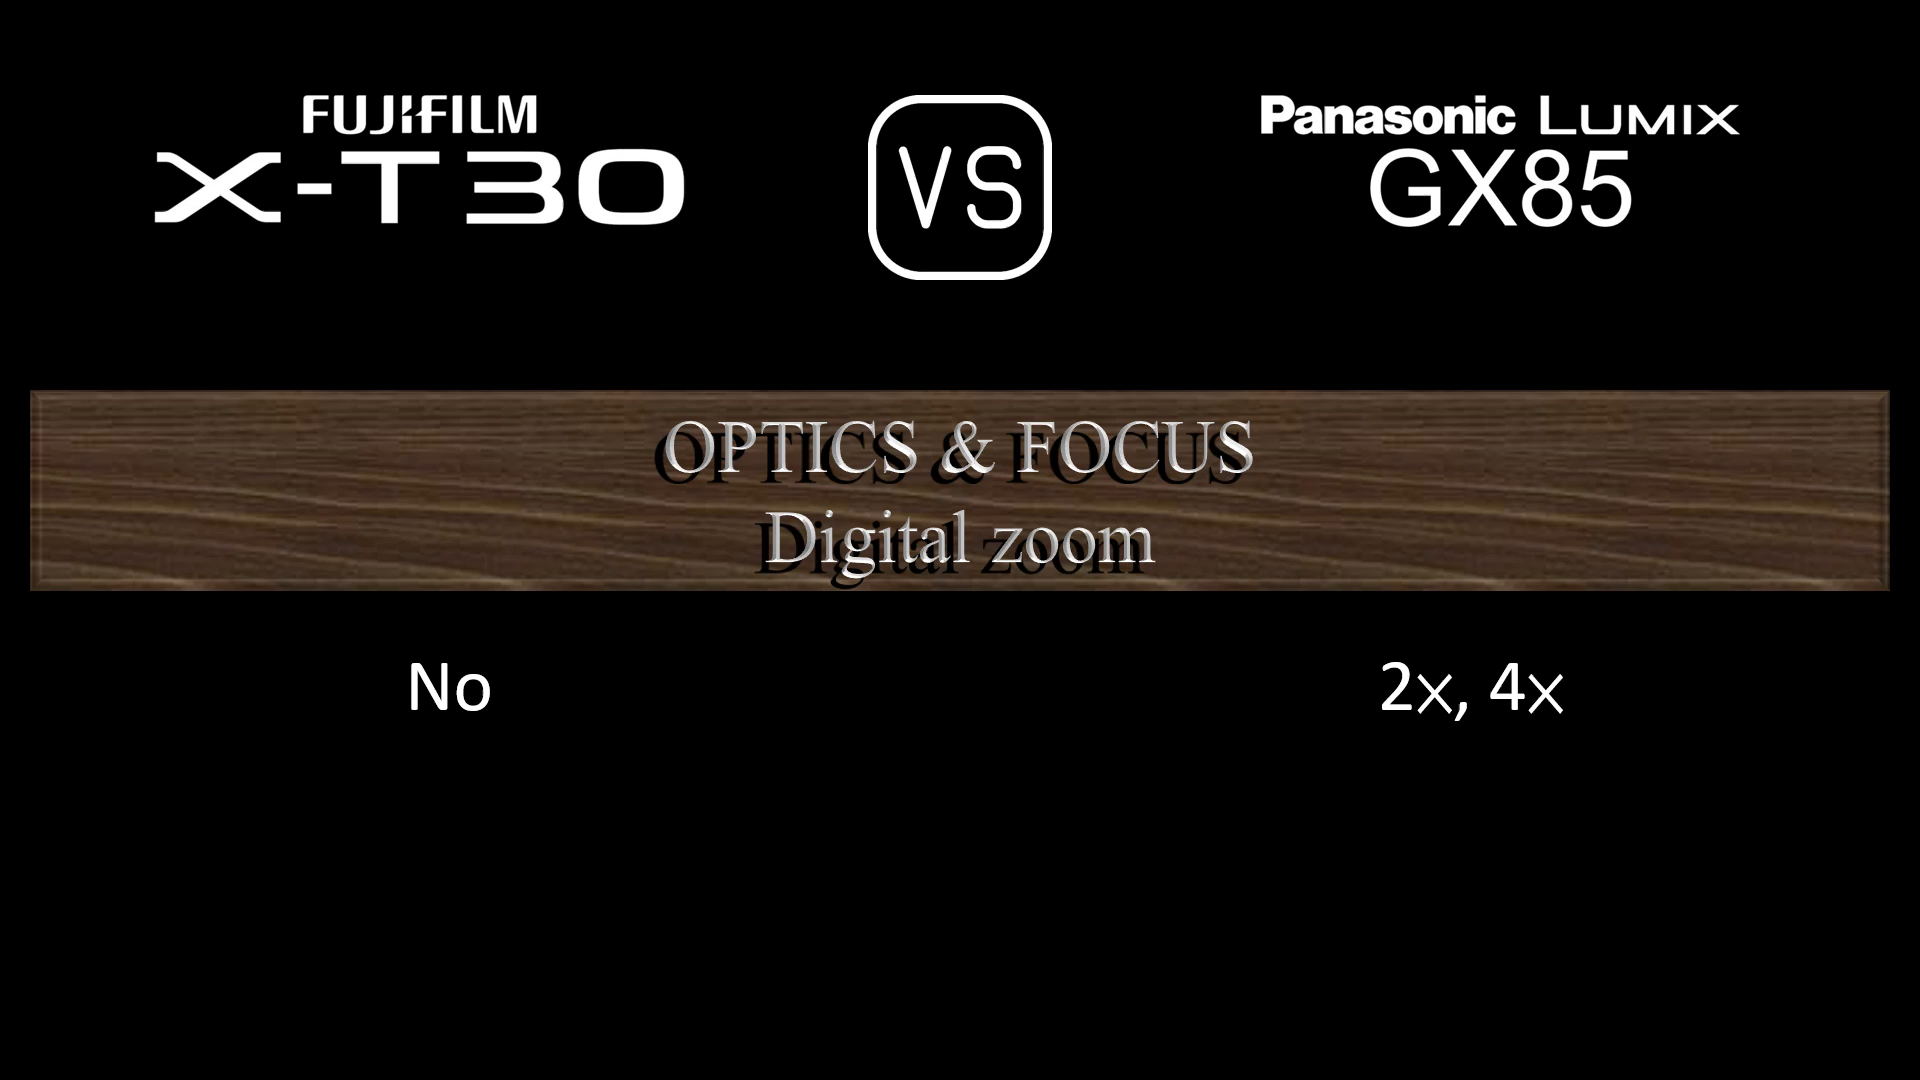 FUJIFILM
X-T30
VS
Panasonic LUMIX
GX85
OPTICS & FOCUS
Digital zoom
No
2x, 4x